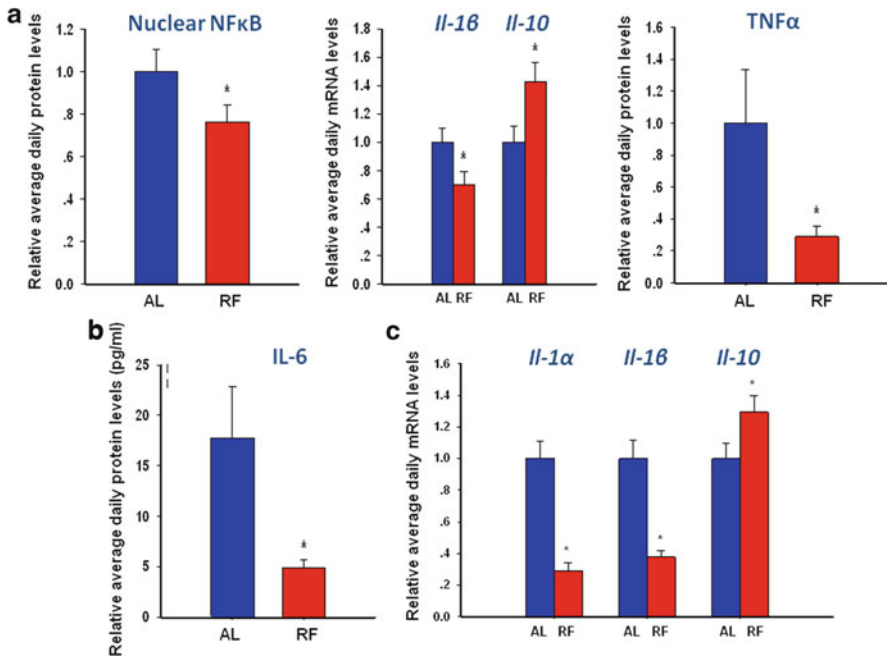 a
Nuclear NFκB
Relative average daily protein levels
1.2
1.0
.8
.6
.4
.2
0.0
*
AL RF
Il-1β Il-10
Relative average daily mRNA levels
1.8
1.6
1.4
1.2
1.0
.8
.6
.4
.2
0.0
* *
AL RF AL RF
TNFα
Relative average daily protein levels
1.6
1.4
1.2
1.0
.8
.6
.4
.2
0.0
*
AL RF
b
IL-6
Relative average daily protein levels (pg/ml)
25
20
15
10
5
0
*
AL RF
c
Il-1α Il-1β Il-10
Relative average daily mRNA levels
1.6
1.4
1.2
1.0
.8
.6
.4
.2
0.0
* * *
AL RF AL RF AL RF